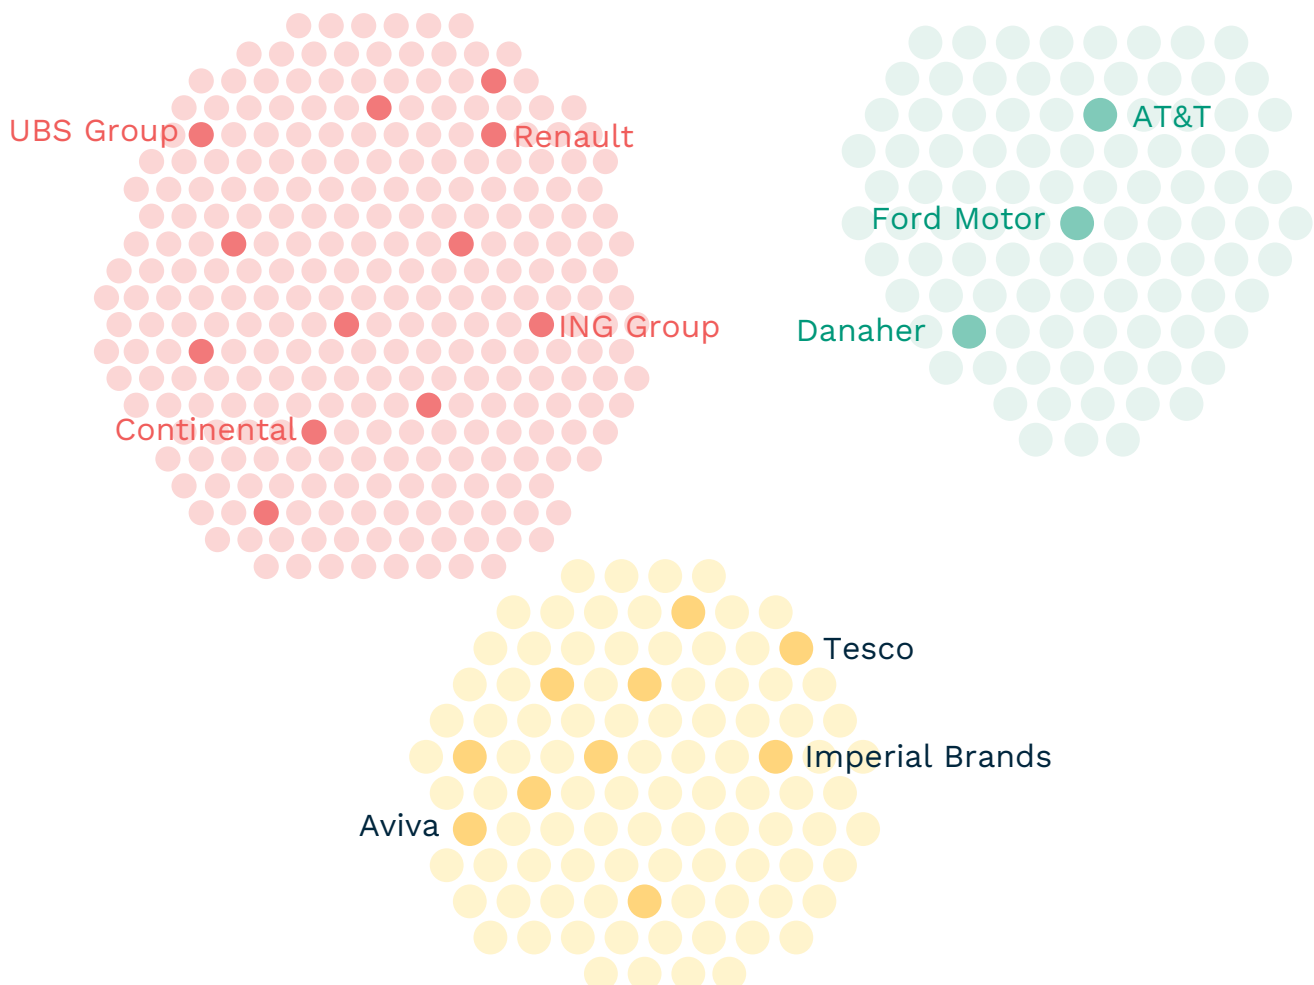 UBS Group
Renault
ING Group
Continental
AT&T
Ford Motor
Danaher
Tesco
Imperial Brands
Aviva